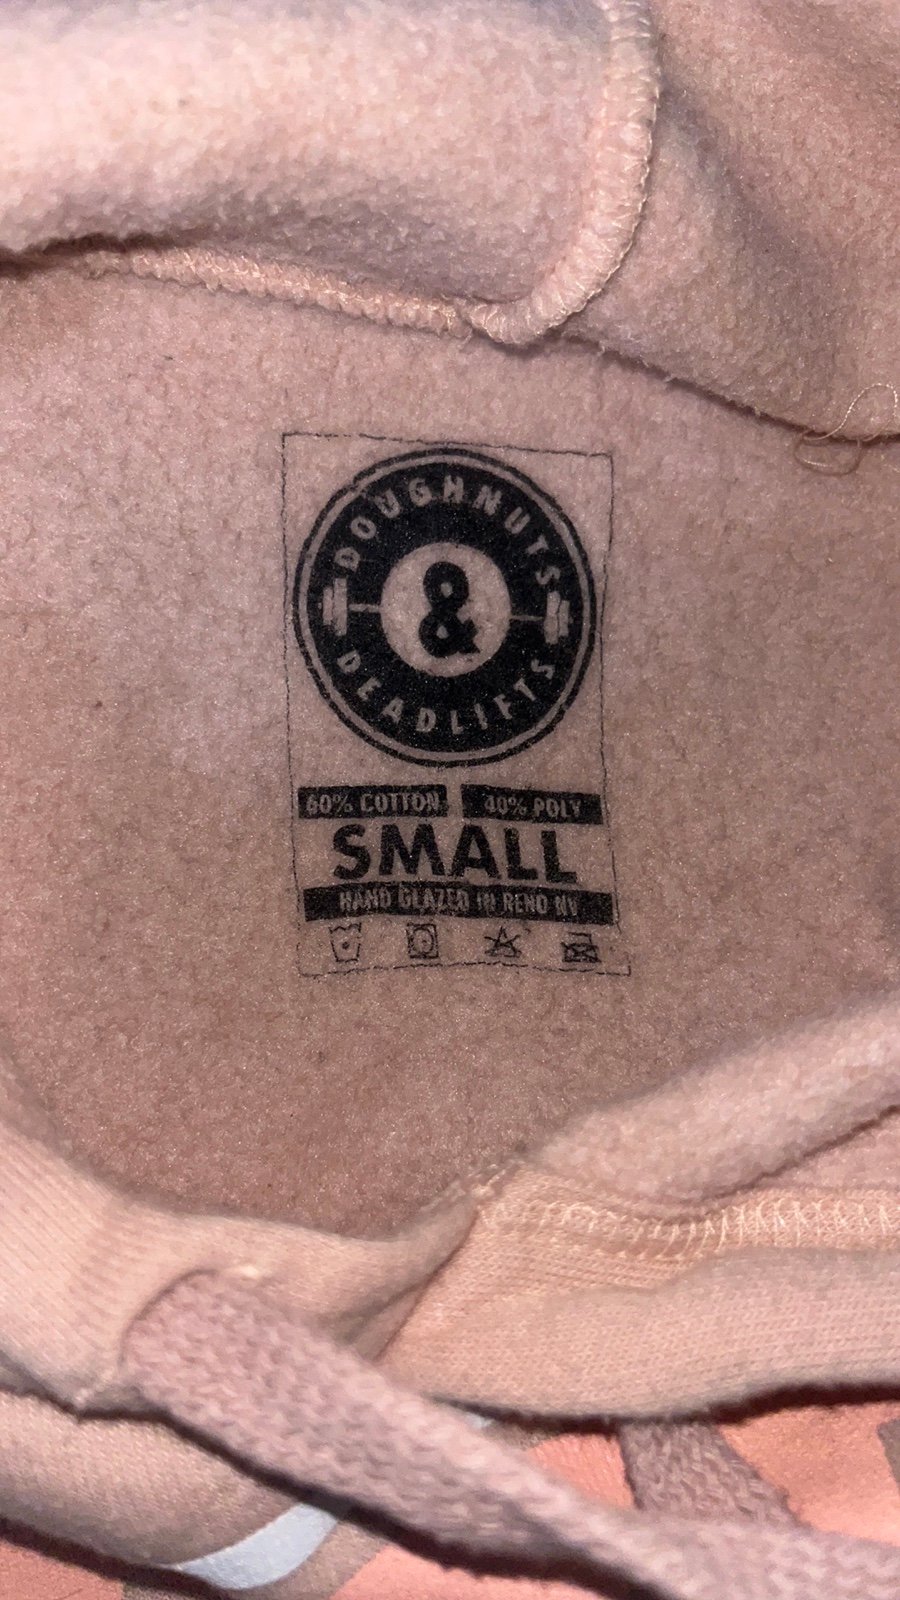 DOUGHNUTS
&
DEADLIFTS
60% COTTON 40% POLY
SMALL
HAND GLAZED IN RENO NV